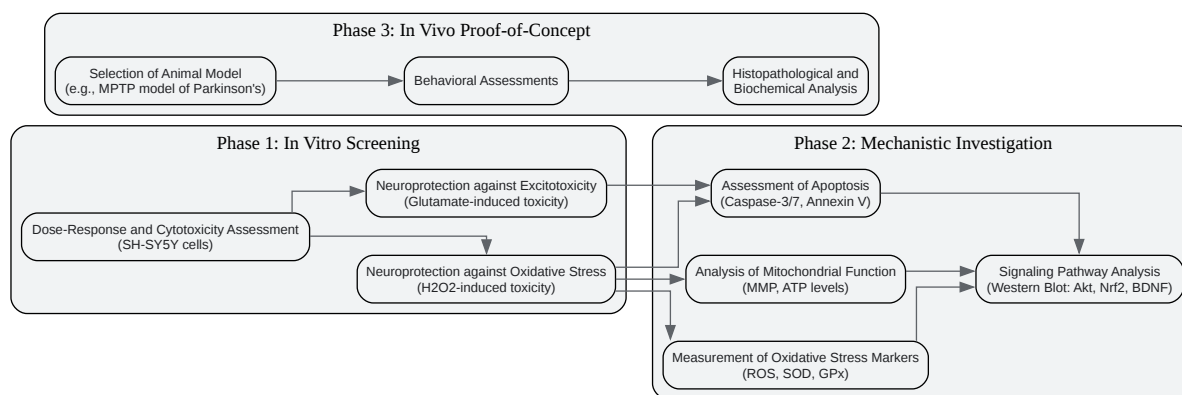 Phase 3: In Vivo Proof-of-Concept
Selection of Animal Model
(e.g., MPTP model of Parkinson's)
Behavioral Assessments
Histopathological and
Biochemical Analysis
Phase 1: In Vitro Screening
Neuroprotection against Excitotoxicity
(Glutamate-induced toxicity)
Dose-Response and Cytotoxicity Assessment
(SH-SY5Y cells)
Neuroprotection against Oxidative Stress
(H2O2-induced toxicity)
Phase 2: Mechanistic Investigation
Assessment of Apoptosis
(Caspase-3/7, Annexin V)
Analysis of Mitochondrial Function
(MMP, ATP levels)
Signaling Pathway Analysis
(Western Blot: Akt, Nrf2, BDNF)
Measurement of Oxidative Stress Markers
(ROS, SOD, GPx)